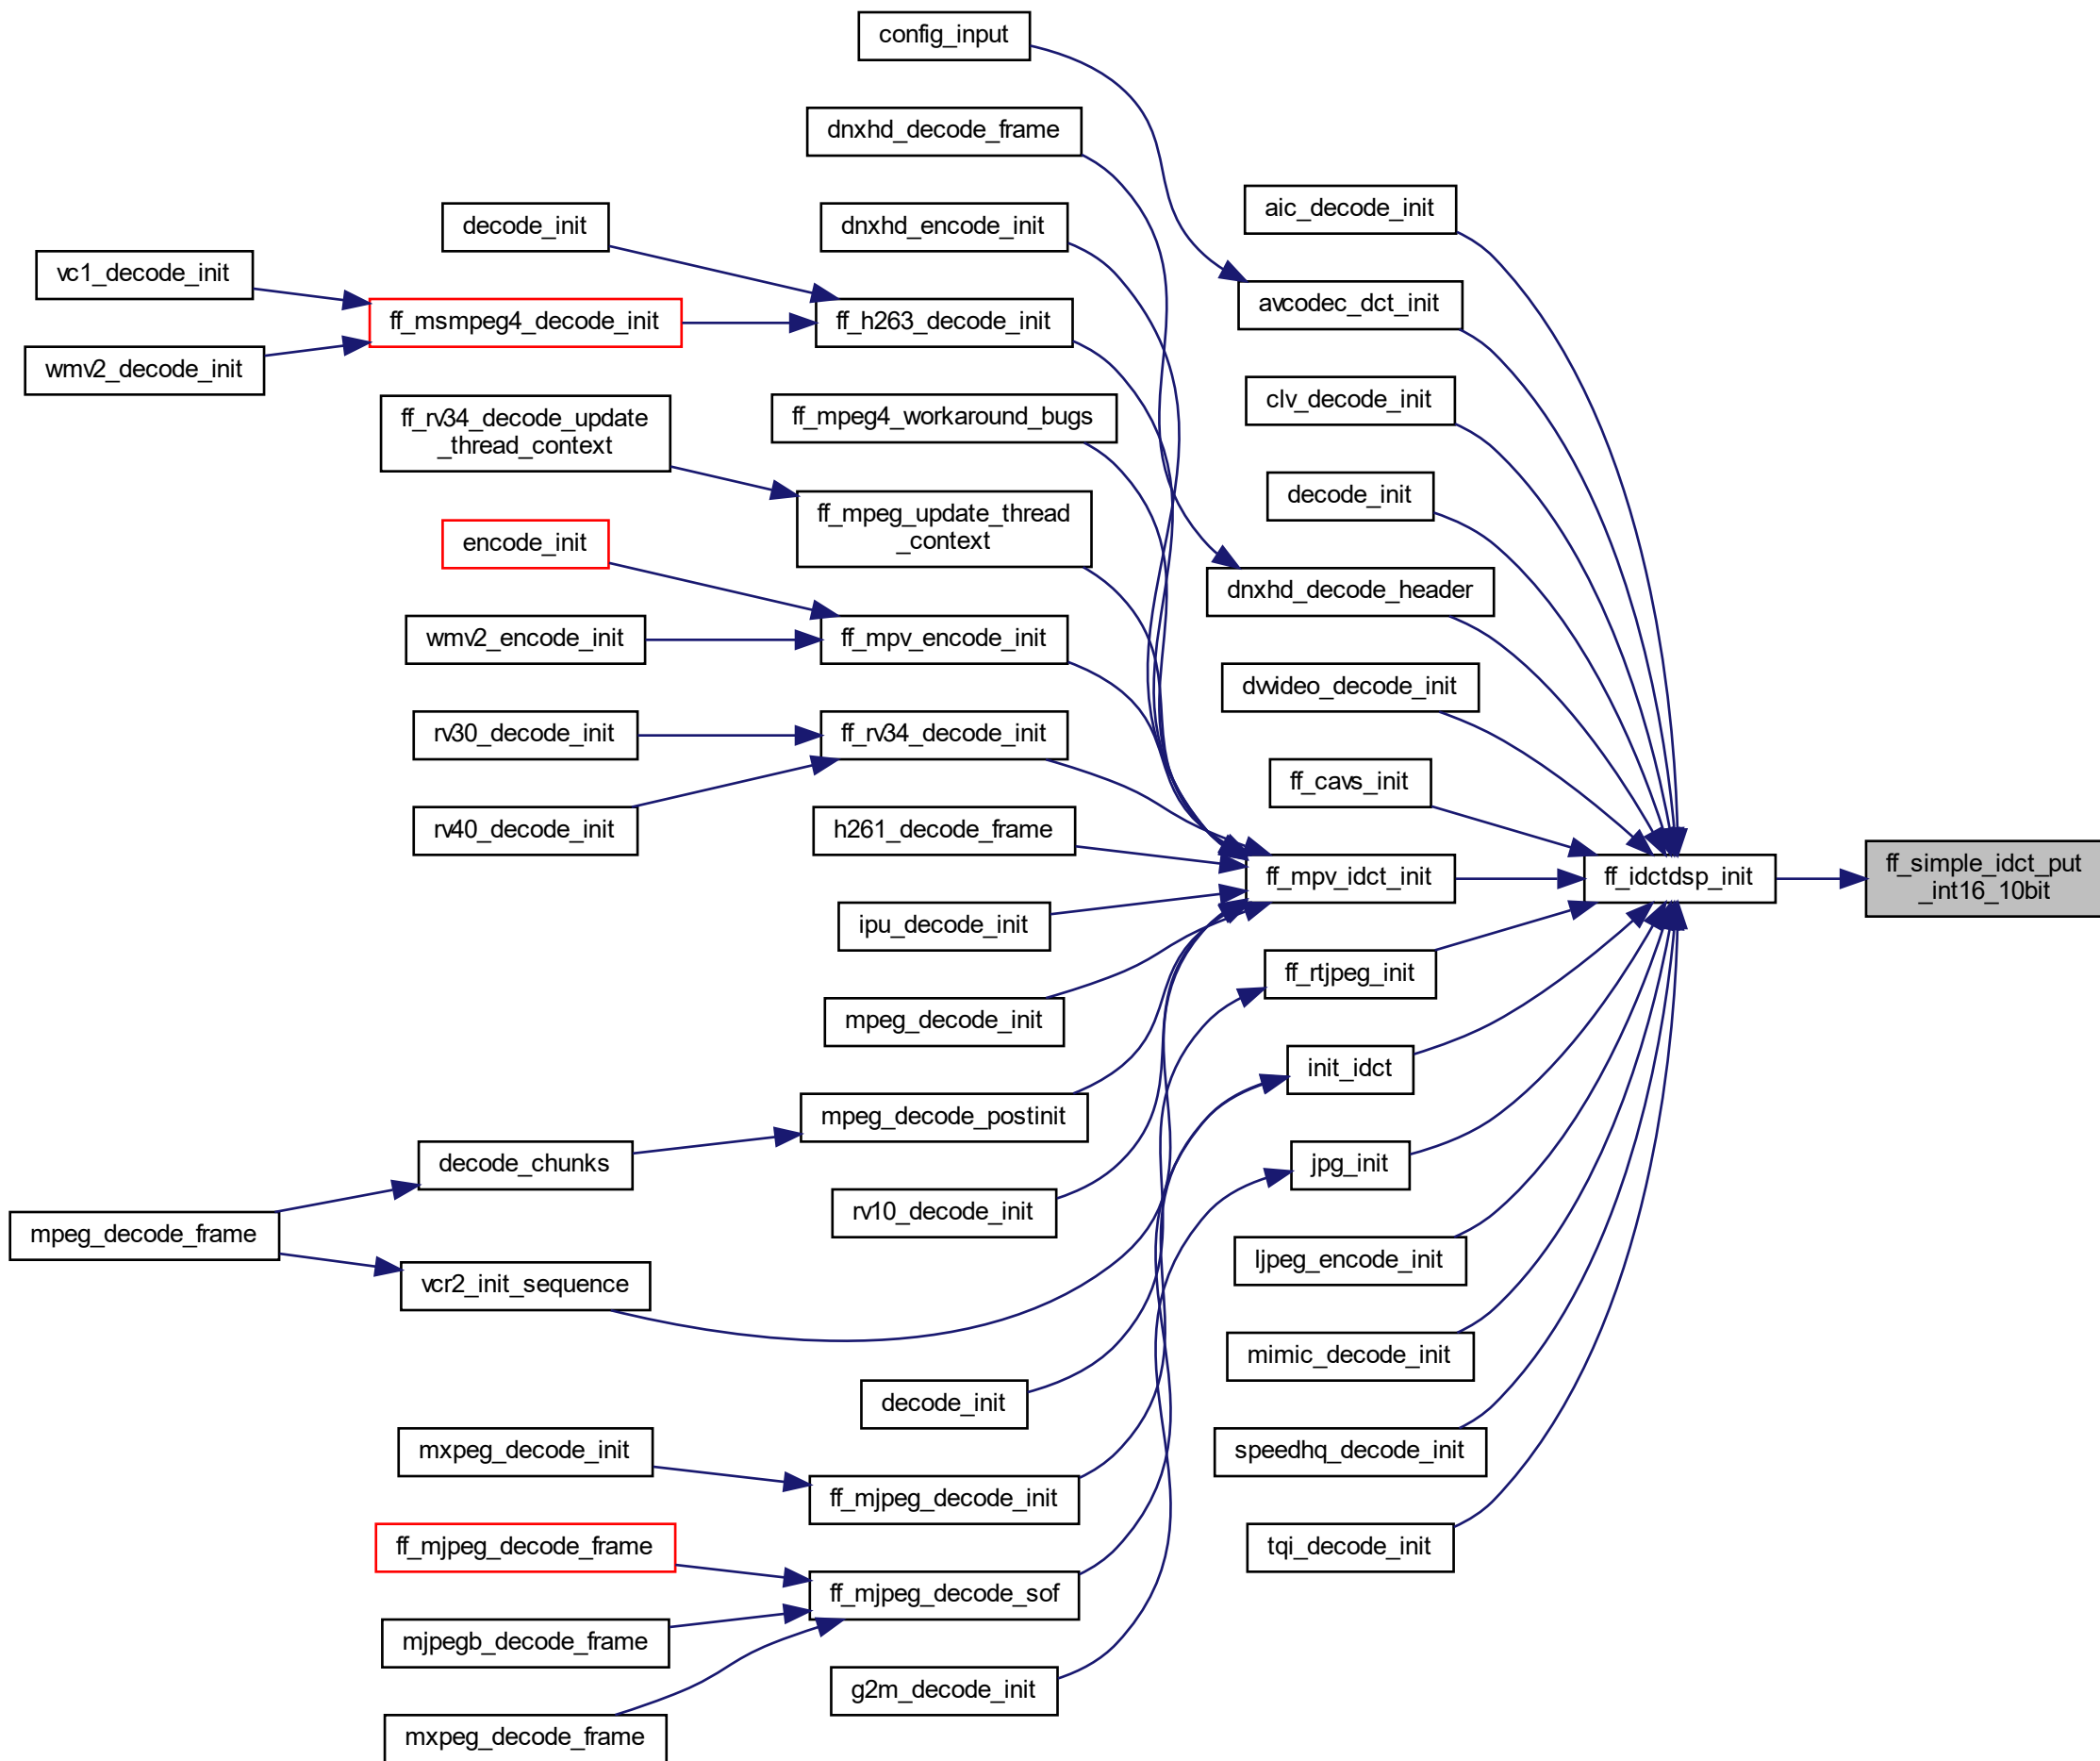 config_input
dnxhd_decode_frame
aic_decode_init
decode_init
dnxhd_encode_init
vc1_decode_init
avcodec_dct_init
ff_msmpeg4_decode_init
ff_h263_decode_init
wmv2_decode_init
clv_decode_init
ff_rv34_decode_update
_thread_context
ff_mpeg4_workaround_bugs
decode_init
ff_mpeg_update_thread
_context
encode_init
dnxhd_decode_header
wmv2_encode_init
ff_mpv_encode_init
dvvideo_decode_init
rv30_decode_init
ff_rv34_decode_init
ff_cavs_init
rv40_decode_init
h261_decode_frame
ff_mpv_idct_init
ff_idctdsp_init
ff_simple_idct_put
_int16_10bit
ipu_decode_init
ff_rtjpeg_init
mpeg_decode_init
init_idct
mpeg_decode_postinit
decode_chunks
jpg_init
rv10_decode_init
mpeg_decode_frame
ljpeg_encode_init
vcr2_init_sequence
mimic_decode_init
decode_init
mxpeg_decode_init
speedhq_decode_init
ff_mjpeg_decode_init
ff_mjpeg_decode_frame
tqi_decode_init
ff_mjpeg_decode_sof
mjpegb_decode_frame
g2m_decode_init
mxpeg_decode_frame